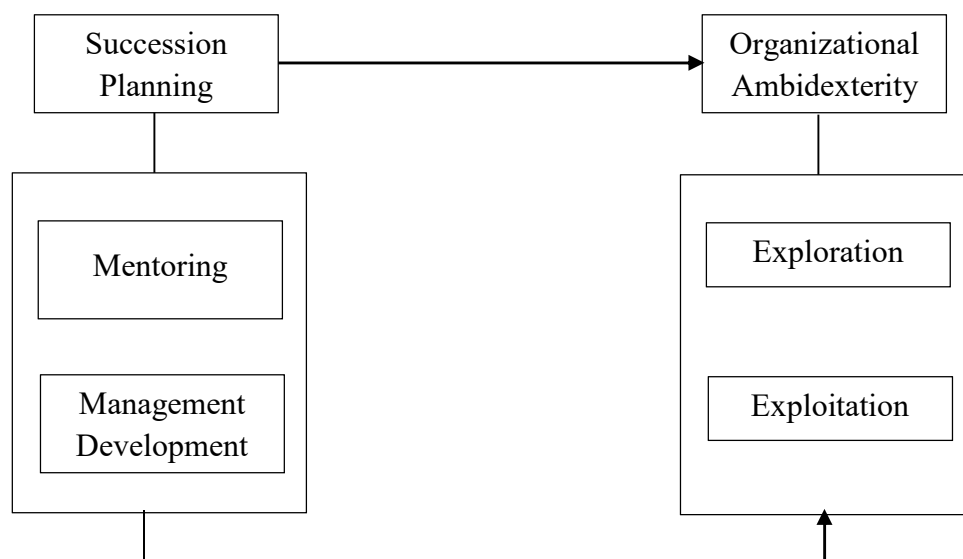 Succession
Planning
Organizational
Ambidexterity
Mentoring
Exploration
Management
Development
Exploitation